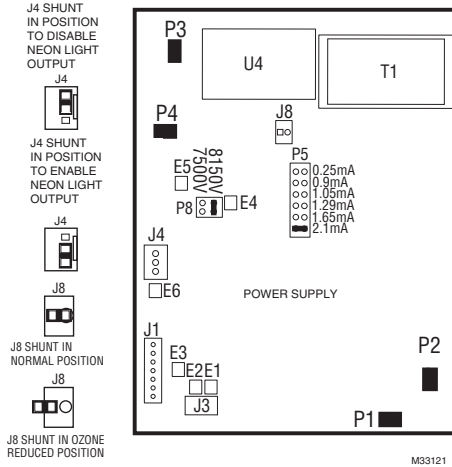 J4 SHUNT
IN POSITION
TO DISABLE
NEON LIGHT
OUTPUT
J4
J4 SHUNT
IN POSITION
TO ENABLE
NEON LIGHT
OUTPUT
J4
J8
J8 SHUNT IN
NORMAL POSITION
J8
J8 SHUNT IN OZONE
REDUCED POSITION
P3
U4
T1
P4
J8
P5
0.25mA
0.9mA
1.05mA
1.29mA
1.65mA
2.1mA
8150V
7500V
E5
P8
E4
J4
E6
POWER SUPPLY
J1
E3
E2
E1
J3
P2
P1
M33121